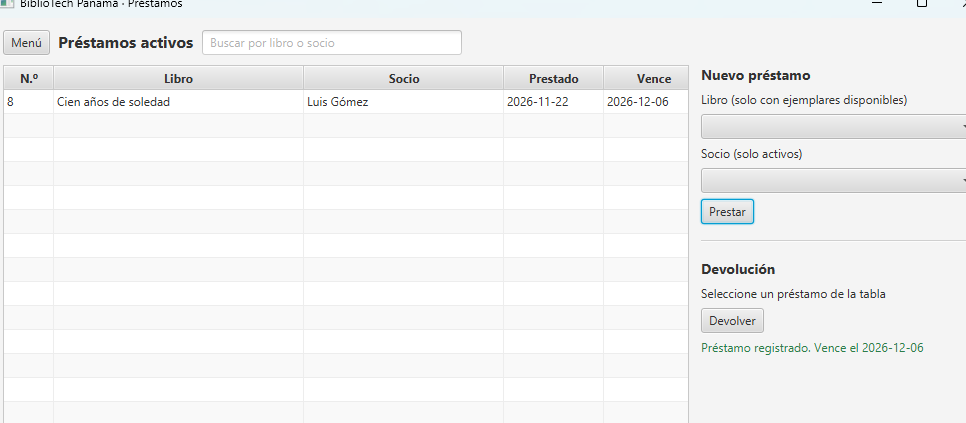 BiblioTech Panamá · Préstamos
Menú Préstamos activos Buscar por libro o socio
N.º Libro Socio Prestado Vence
8 Cien años de soledad Luis Gómez 2026-11-22 2026-12-06
Nuevo préstamo
Libro (solo con ejemplares disponibles)
Socio (solo activos)
Prestar
Devolución
Seleccione un préstamo de la tabla
Devolver
Préstamo registrado. Vence el 2026-12-06